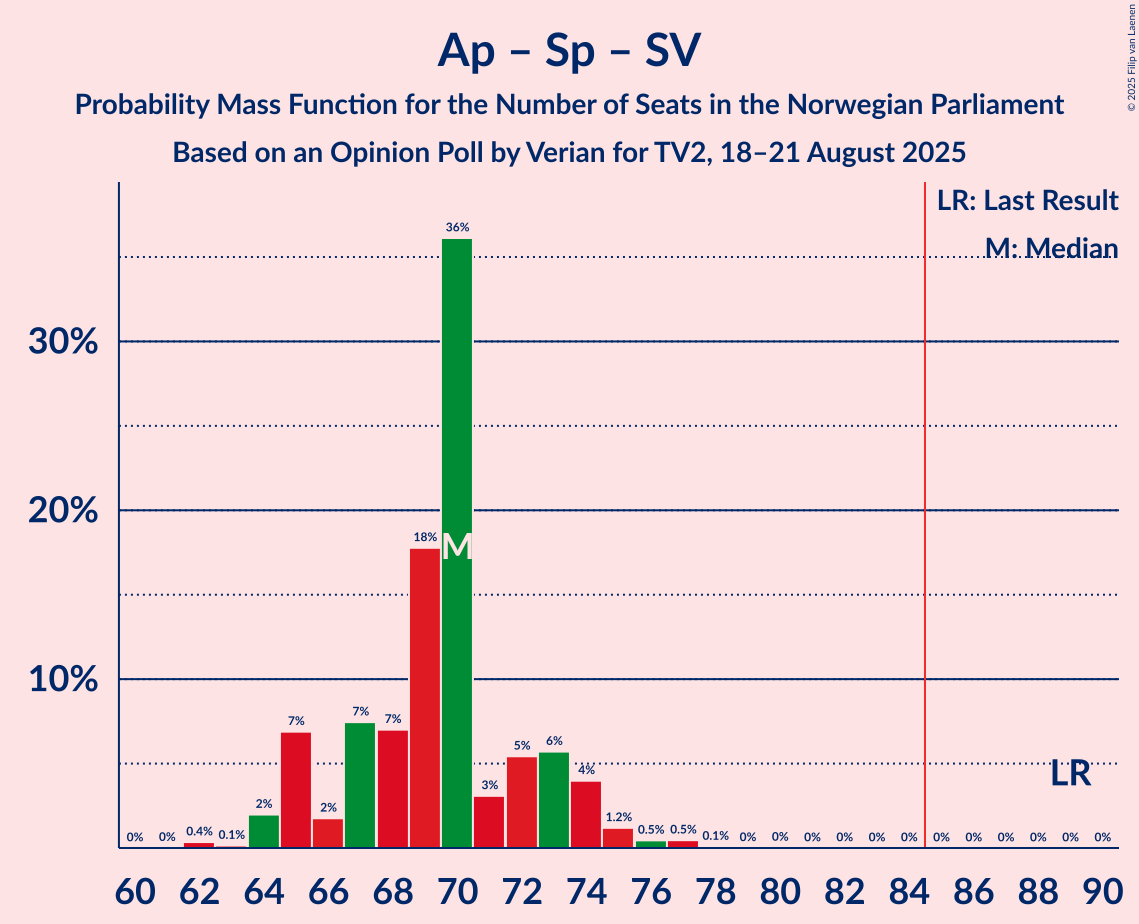 Ap – Sp – SV
Probability Mass Function for the Number of Seats in the Norwegian Parliament
Based on an Opinion Poll by Verian for TV2, 18–21 August 2025
© 2025 Filip van Laenen
LR: Last Result
M: Median
30%
20%
10%
0% 0% 0.4% 0.1% 2% 7% 2% 7% 7% 18% 36% 3% 5% 6% 4% 1.2% 0.5% 0.5% 0.1% 0% 0% 0% 0% 0% 0% 0% 0% 0% 0% 0% 0%
M
LR
60 62 64 66 68 70 72 74 76 78 80 82 84 86 88 90